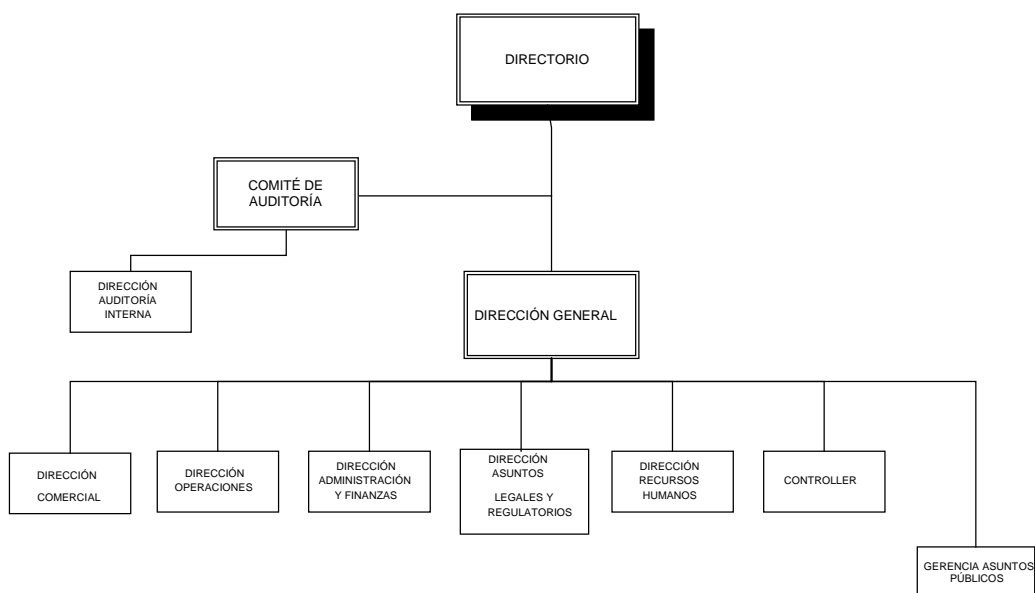 DIRECTORIO
COMITÉ DE
AUDITORÍA
DIRECCIÓN
AUDITORÍA
INTERNA
DIRECCIÓN GENERAL
DIRECCIÓN
COMERCIAL
DIRECCIÓN
OPERACIONES
DIRECCIÓN
ADMINISTRACIÓN
Y FINANZAS
DIRECCIÓN
ASUNTOS
LEGALES Y
REGULATORIOS
DIRECCIÓN
RECURSOS
HUMANOS
CONTROLLER
GERENCIA ASUNTOS
PÚBLICOS